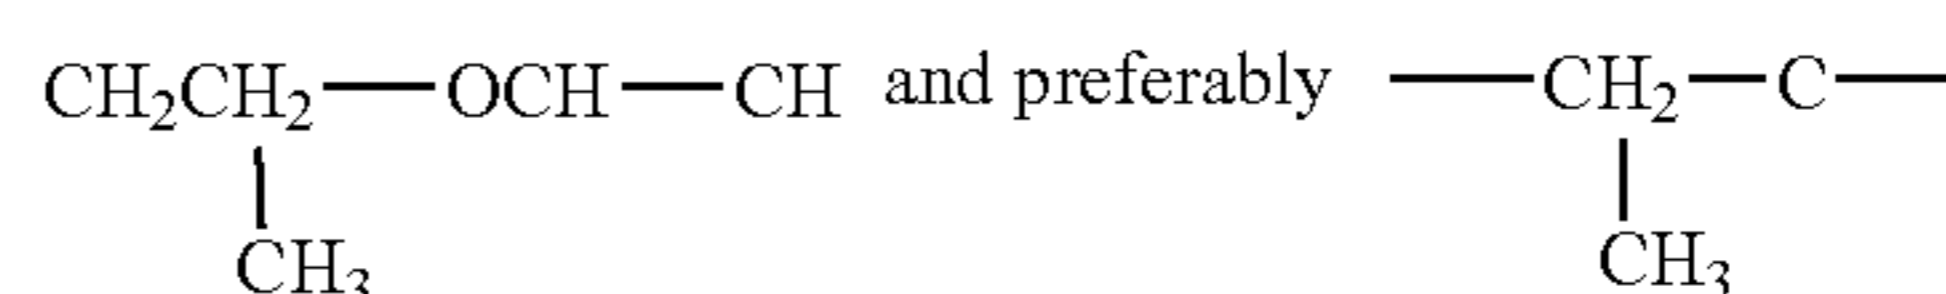 CH₂CH₂—OCH—CH and preferably —CH₂—C—
CH₃ CH₃